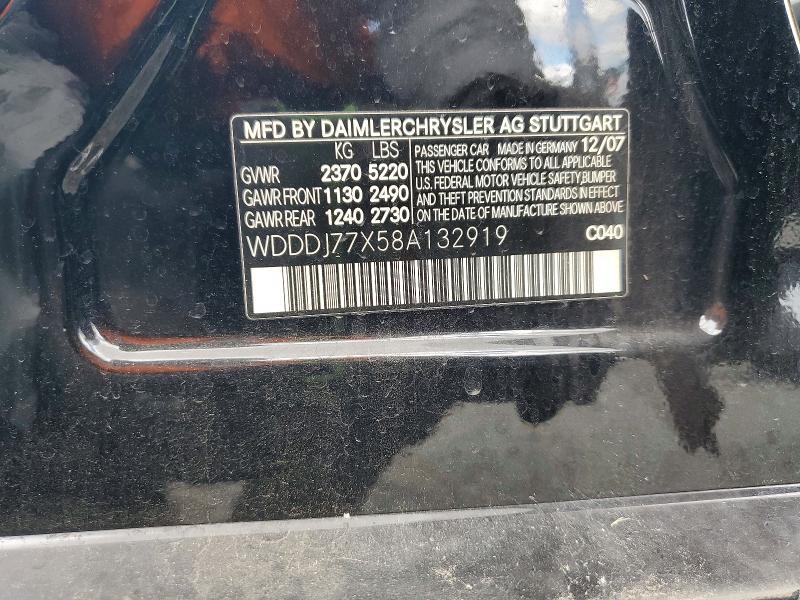 MFD BY DAIMLERCHRYSLER AG STUTTGART
KG LBS
GVWR 2370 5220
GAWR FRONT 1130 2490
GAWR REAR 1240 2730
PASSENGER CAR MADE IN GERMANY 12/07
THIS VEHICLE CONFORMS TO ALL APPLICABLE
U.S. FEDERAL MOTOR VEHICLE SAFETY,BUMPER
AND THEFT PREVENTION STANDARDS IN EFFECT
ON THE DATE OF MANUFACTURE SHOWN ABOVE.
WDDDJ77X58A132919 C040